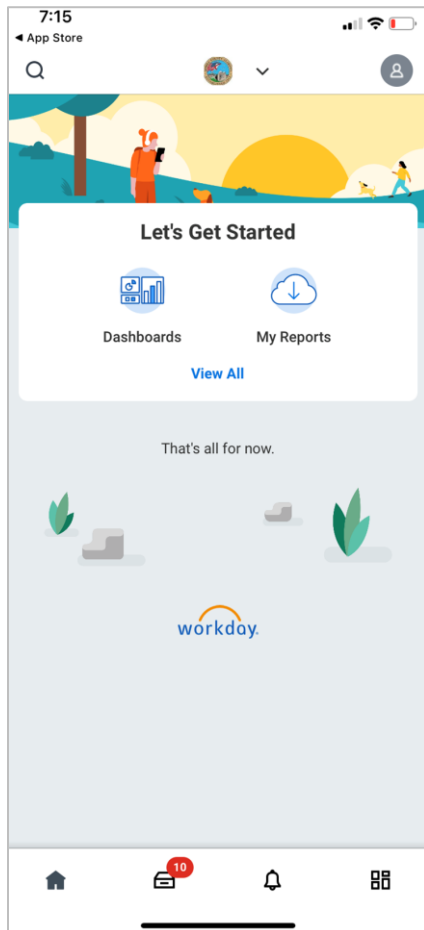 7:15
◀ App Store
Let's Get Started
Dashboards
My Reports
View All
That's all for now.
workday.
10